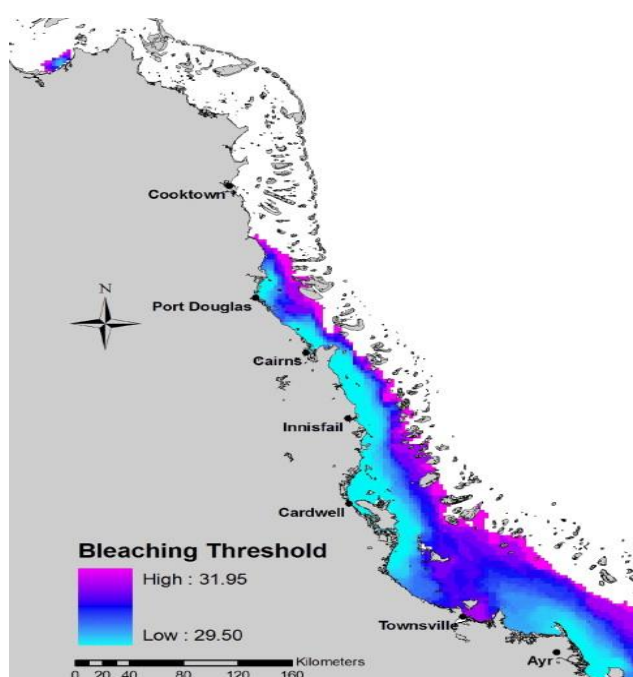 Cooktown
N
Port Douglas
Cairns
Innisfail
Cardwell
Bleaching Threshold
High : 31.95
Low : 29.50
Townsville
Kilometers
0 20 40 80 120 160
Ayr